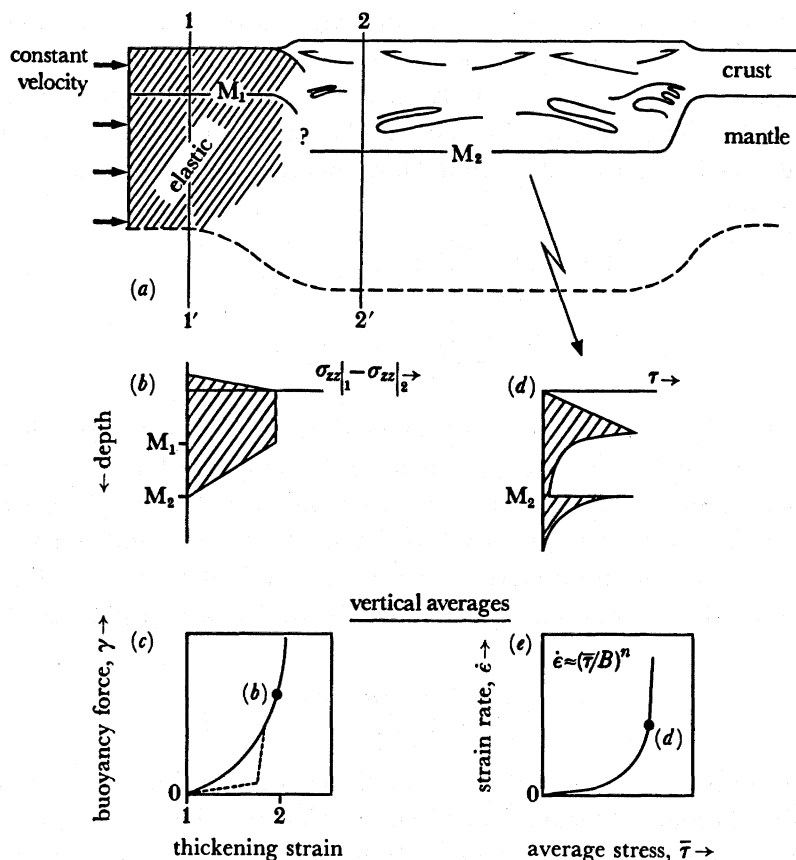 1 2
constant velocity
crust
M₁
elastic
?
M₂
mantle
(a)
1′ 2′
(b) σzz|₁−σzz|₂→
←depth
M₁
M₂
(d) τ→
M₂
vertical averages
(c)
buoyancy force, γ→
(b)
0
1 2
thickening strain
(e)
strain rate, ε̇→
ε̇≈(τ̄/B)ⁿ
(d)
0
average stress, τ̄→